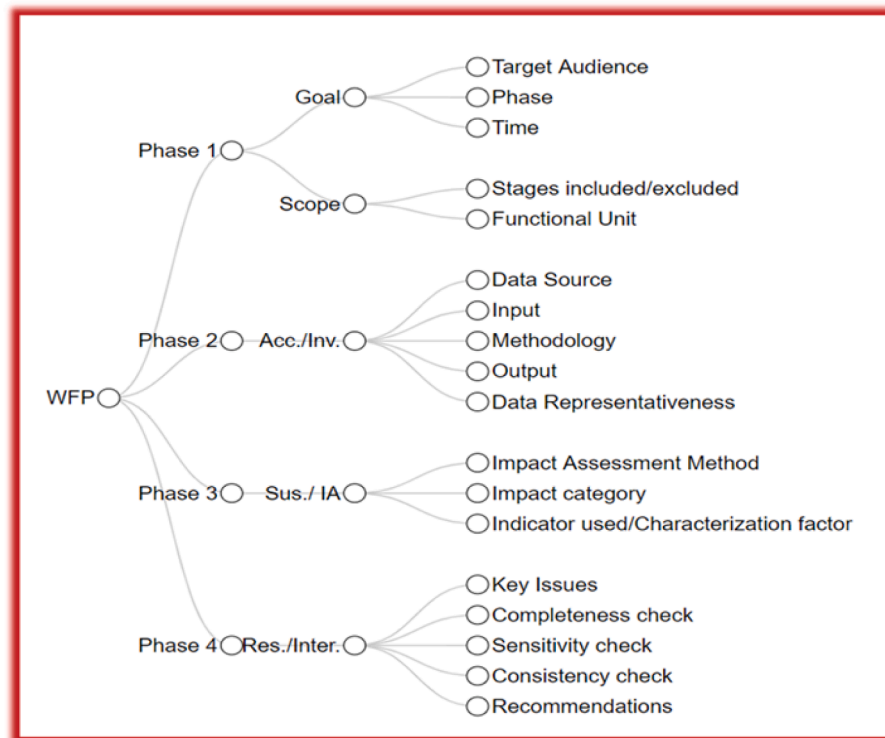 Target Audience
Goal
Phase
Time
Phase 1
Stages included/excluded
Scope
Functional Unit
Data Source
Input
Phase 2
Acc./Inv.
Methodology
Output
WFP
Data Representativeness
Impact Assessment Method
Phase 3
Sus./ IA
Impact category
Indicator used/Characterization factor
Key Issues
Completeness check
Phase 4
Res./Inter.
Sensitivity check
Consistency check
Recommendations